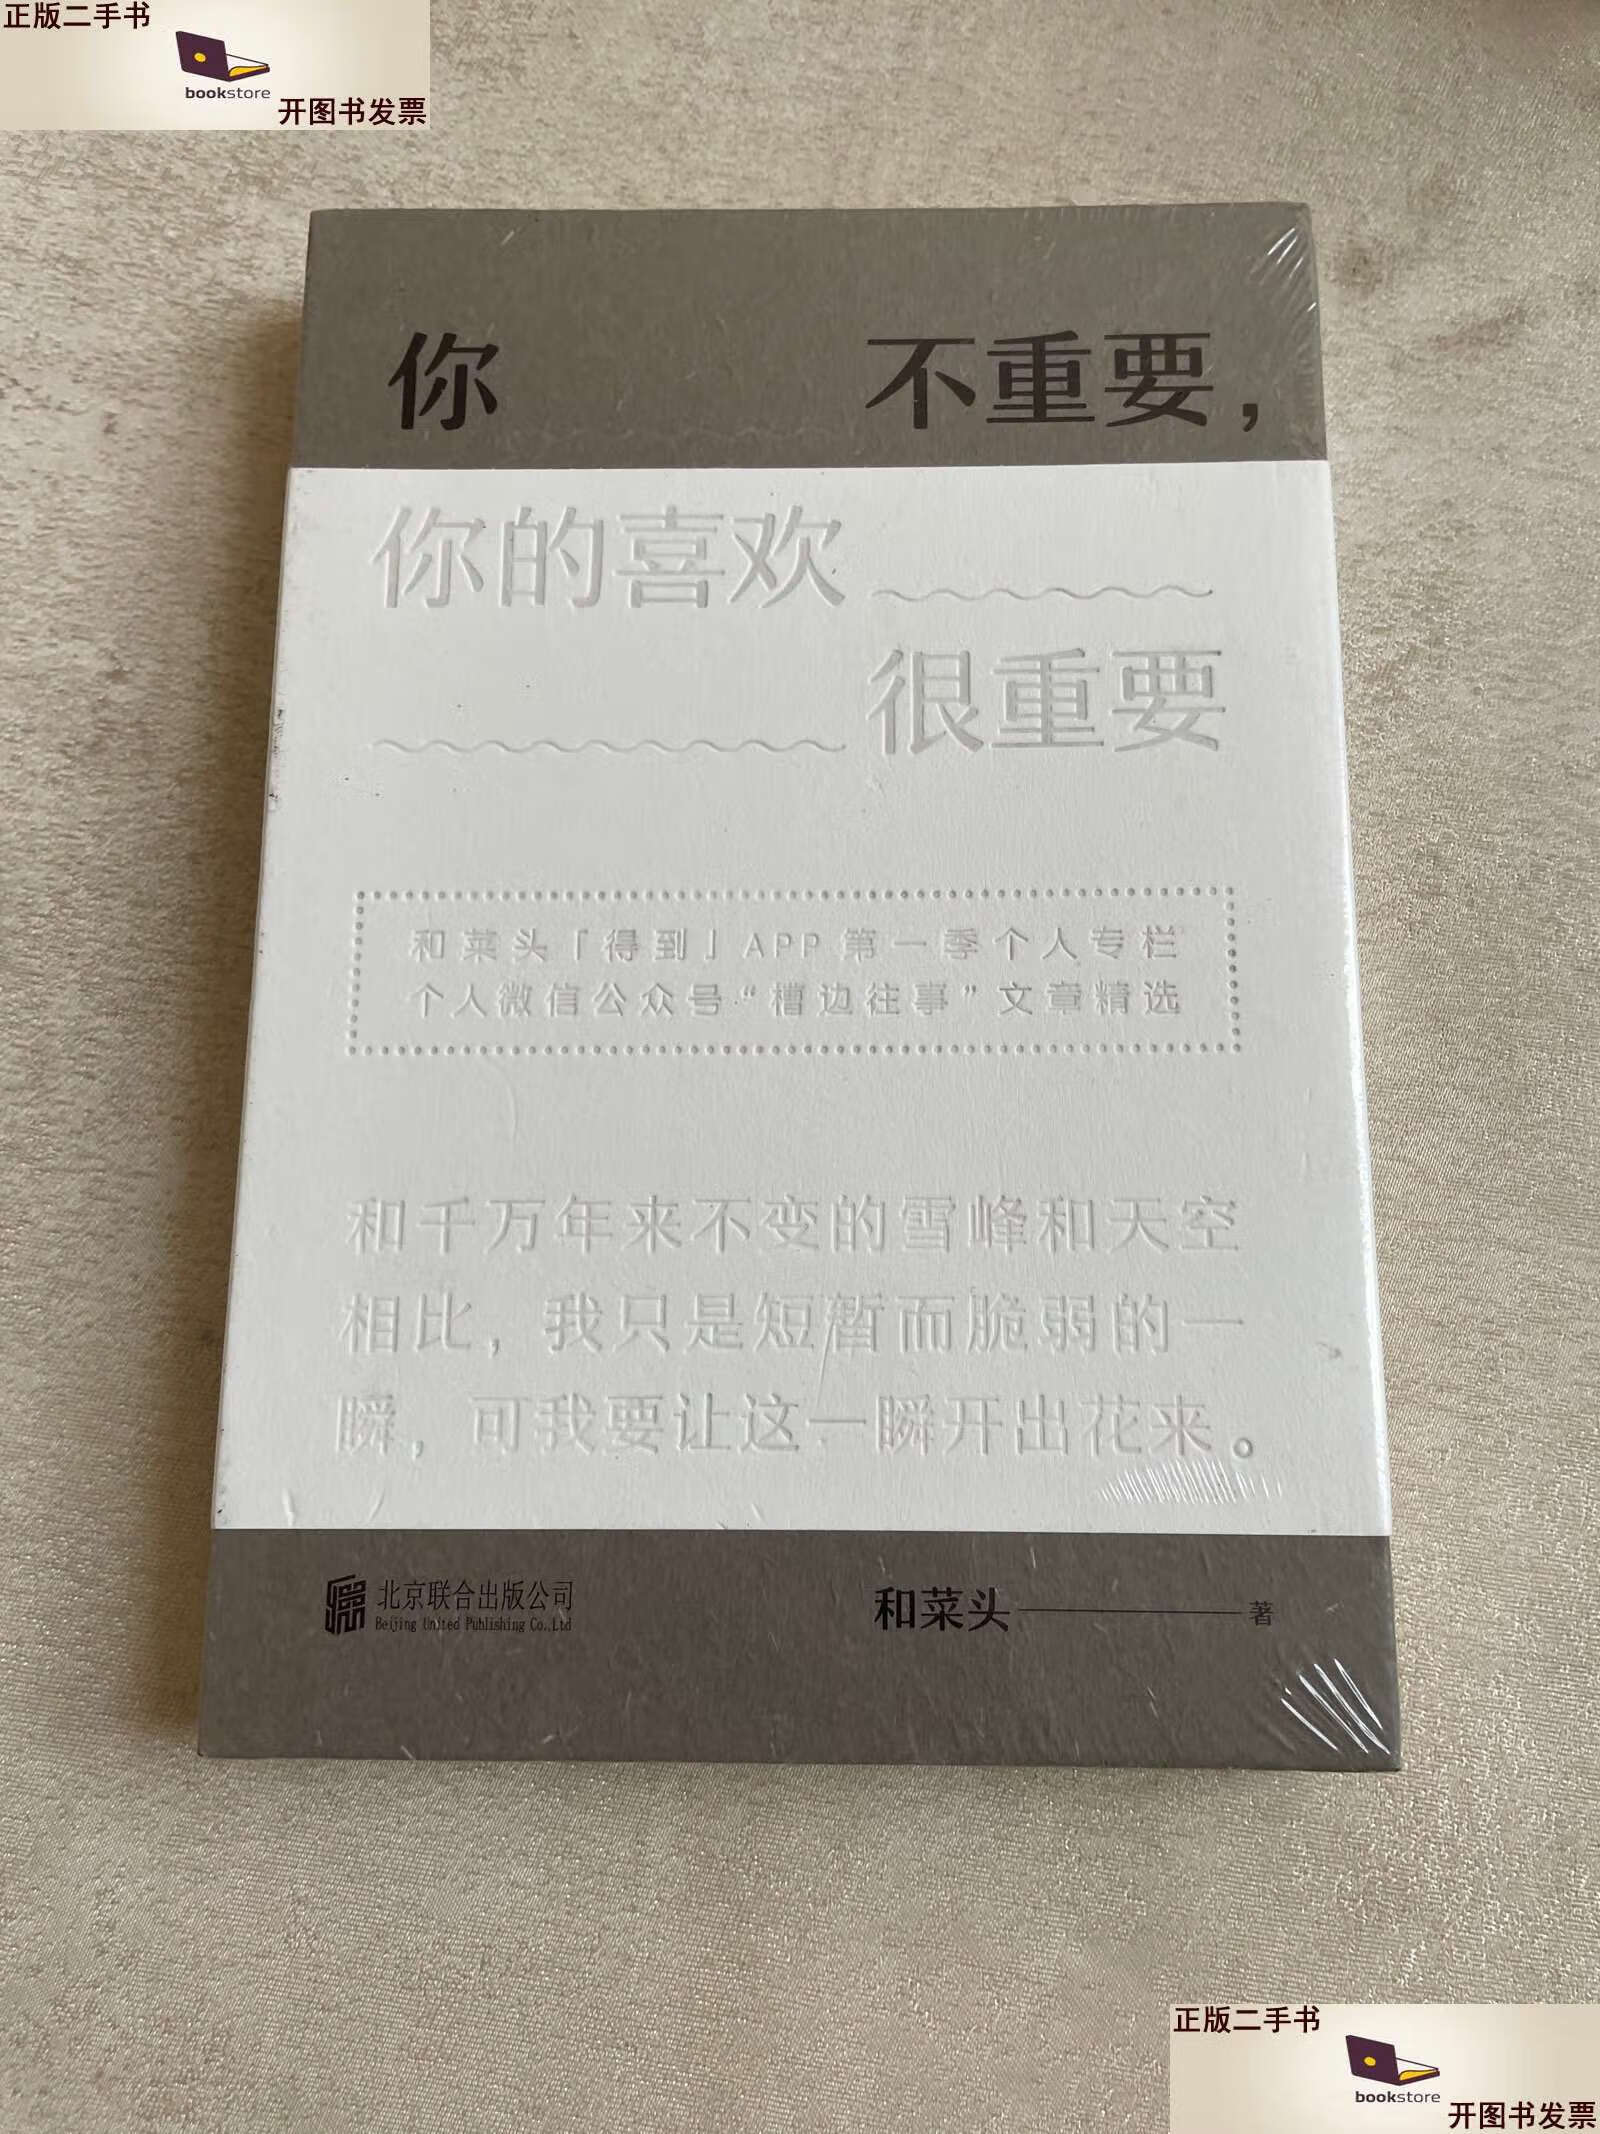 正版二手书
bookstore
开图书发票
你 不重要，
你的喜欢
很重要
和菜头「得到」APP第一季个人专栏
个人微信公众号“槽边往事”文章精选
和千万年来不变的雪峰和天空
相比，我只是短暂而脆弱的一
瞬，可我要让这一瞬开出花来。
北京联合出版公司
Beijing United Publishing Co.,Ltd
和菜头 著
正版二手书
bookstore
开图书发票